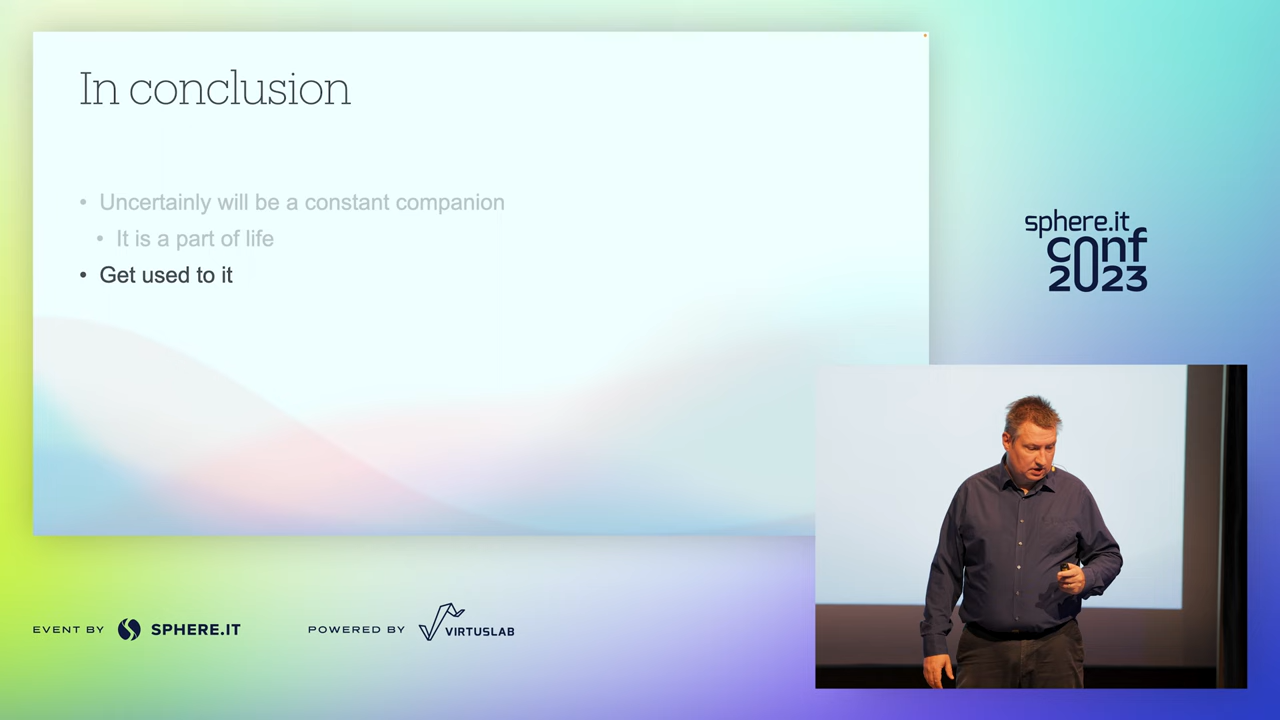 In conclusion
• Uncertainly will be a constant companion
• It is a part of life
• Get used to it
sphere.it
conf
2023
EVENT BY SPHERE.IT
POWERED BY VIRTUSLAB